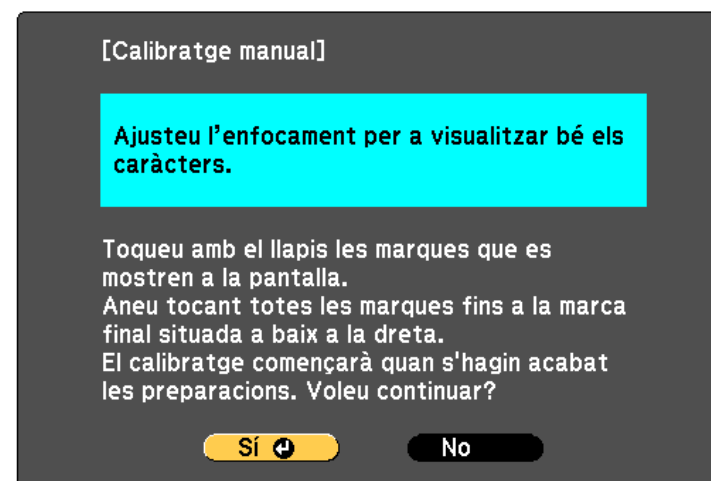 [Calibratge manual]
Ajusteu l’enfocament per a visualitzar bé els
caràcters.
Toqueu amb el llapis les marques que es
mostren a la pantalla.
Aneu tocant totes les marques fins a la marca
final situada a baix a la dreta.
El calibratge començarà quan s'hagin acabat
les preparacions. Voleu continuar?
Sí No